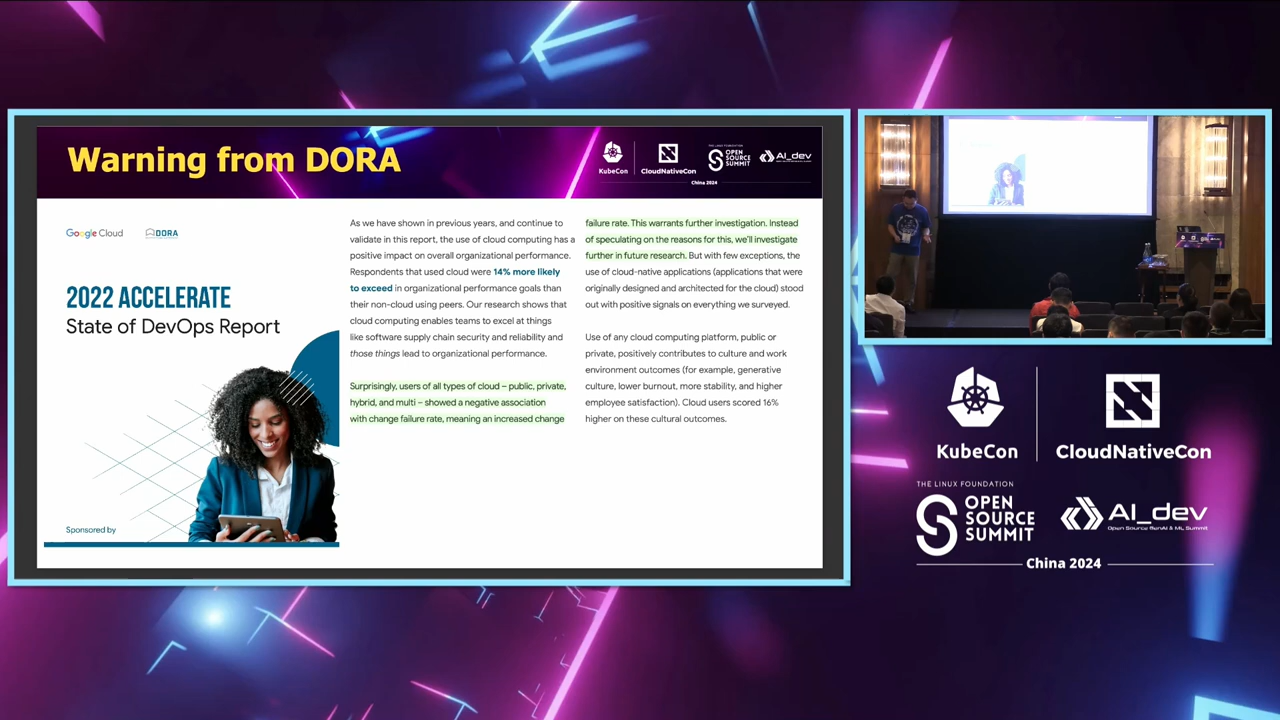 Warning from DORA
KubeCon
CloudNativeCon
THE LINUX FOUNDATION
OPEN
SOURCE
SUMMIT
AI_dev
China 2024
Google Cloud
DORA
2022 ACCELERATE
State of DevOps Report
Sponsored by
As we have shown in previous years, and continue to
validate in this report, the use of cloud computing has a
positive impact on overall organizational performance.
Respondents that used cloud were 14% more likely
to exceed in organizational performance goals than
their non-cloud using peers. Our research shows that
cloud computing enables teams to excel at things
like software supply chain security and reliability and
those things lead to organizational performance.
Surprisingly, users of all types of cloud – public, private,
hybrid, and multi – showed a negative association
with change failure rate, meaning an increased change
failure rate. This warrants further investigation. Instead
of speculating on the reasons for this, we'll investigate
further in future research. But with few exceptions, the
use of cloud-native applications (applications that were
originally designed and architected for the cloud) stood
out with positive signals on everything we surveyed.
Use of any cloud computing platform, public or
private, positively contributes to culture and work
environment outcomes (for example, generative
culture, lower burnout, more stability, and higher
employee satisfaction). Cloud users scored 16%
higher on these cultural outcomes.
KubeCon
CloudNativeCon
THE LINUX FOUNDATION
OPEN
SOURCE
SUMMIT
AI_dev
Open Source GenAI & ML Summit
China 2024